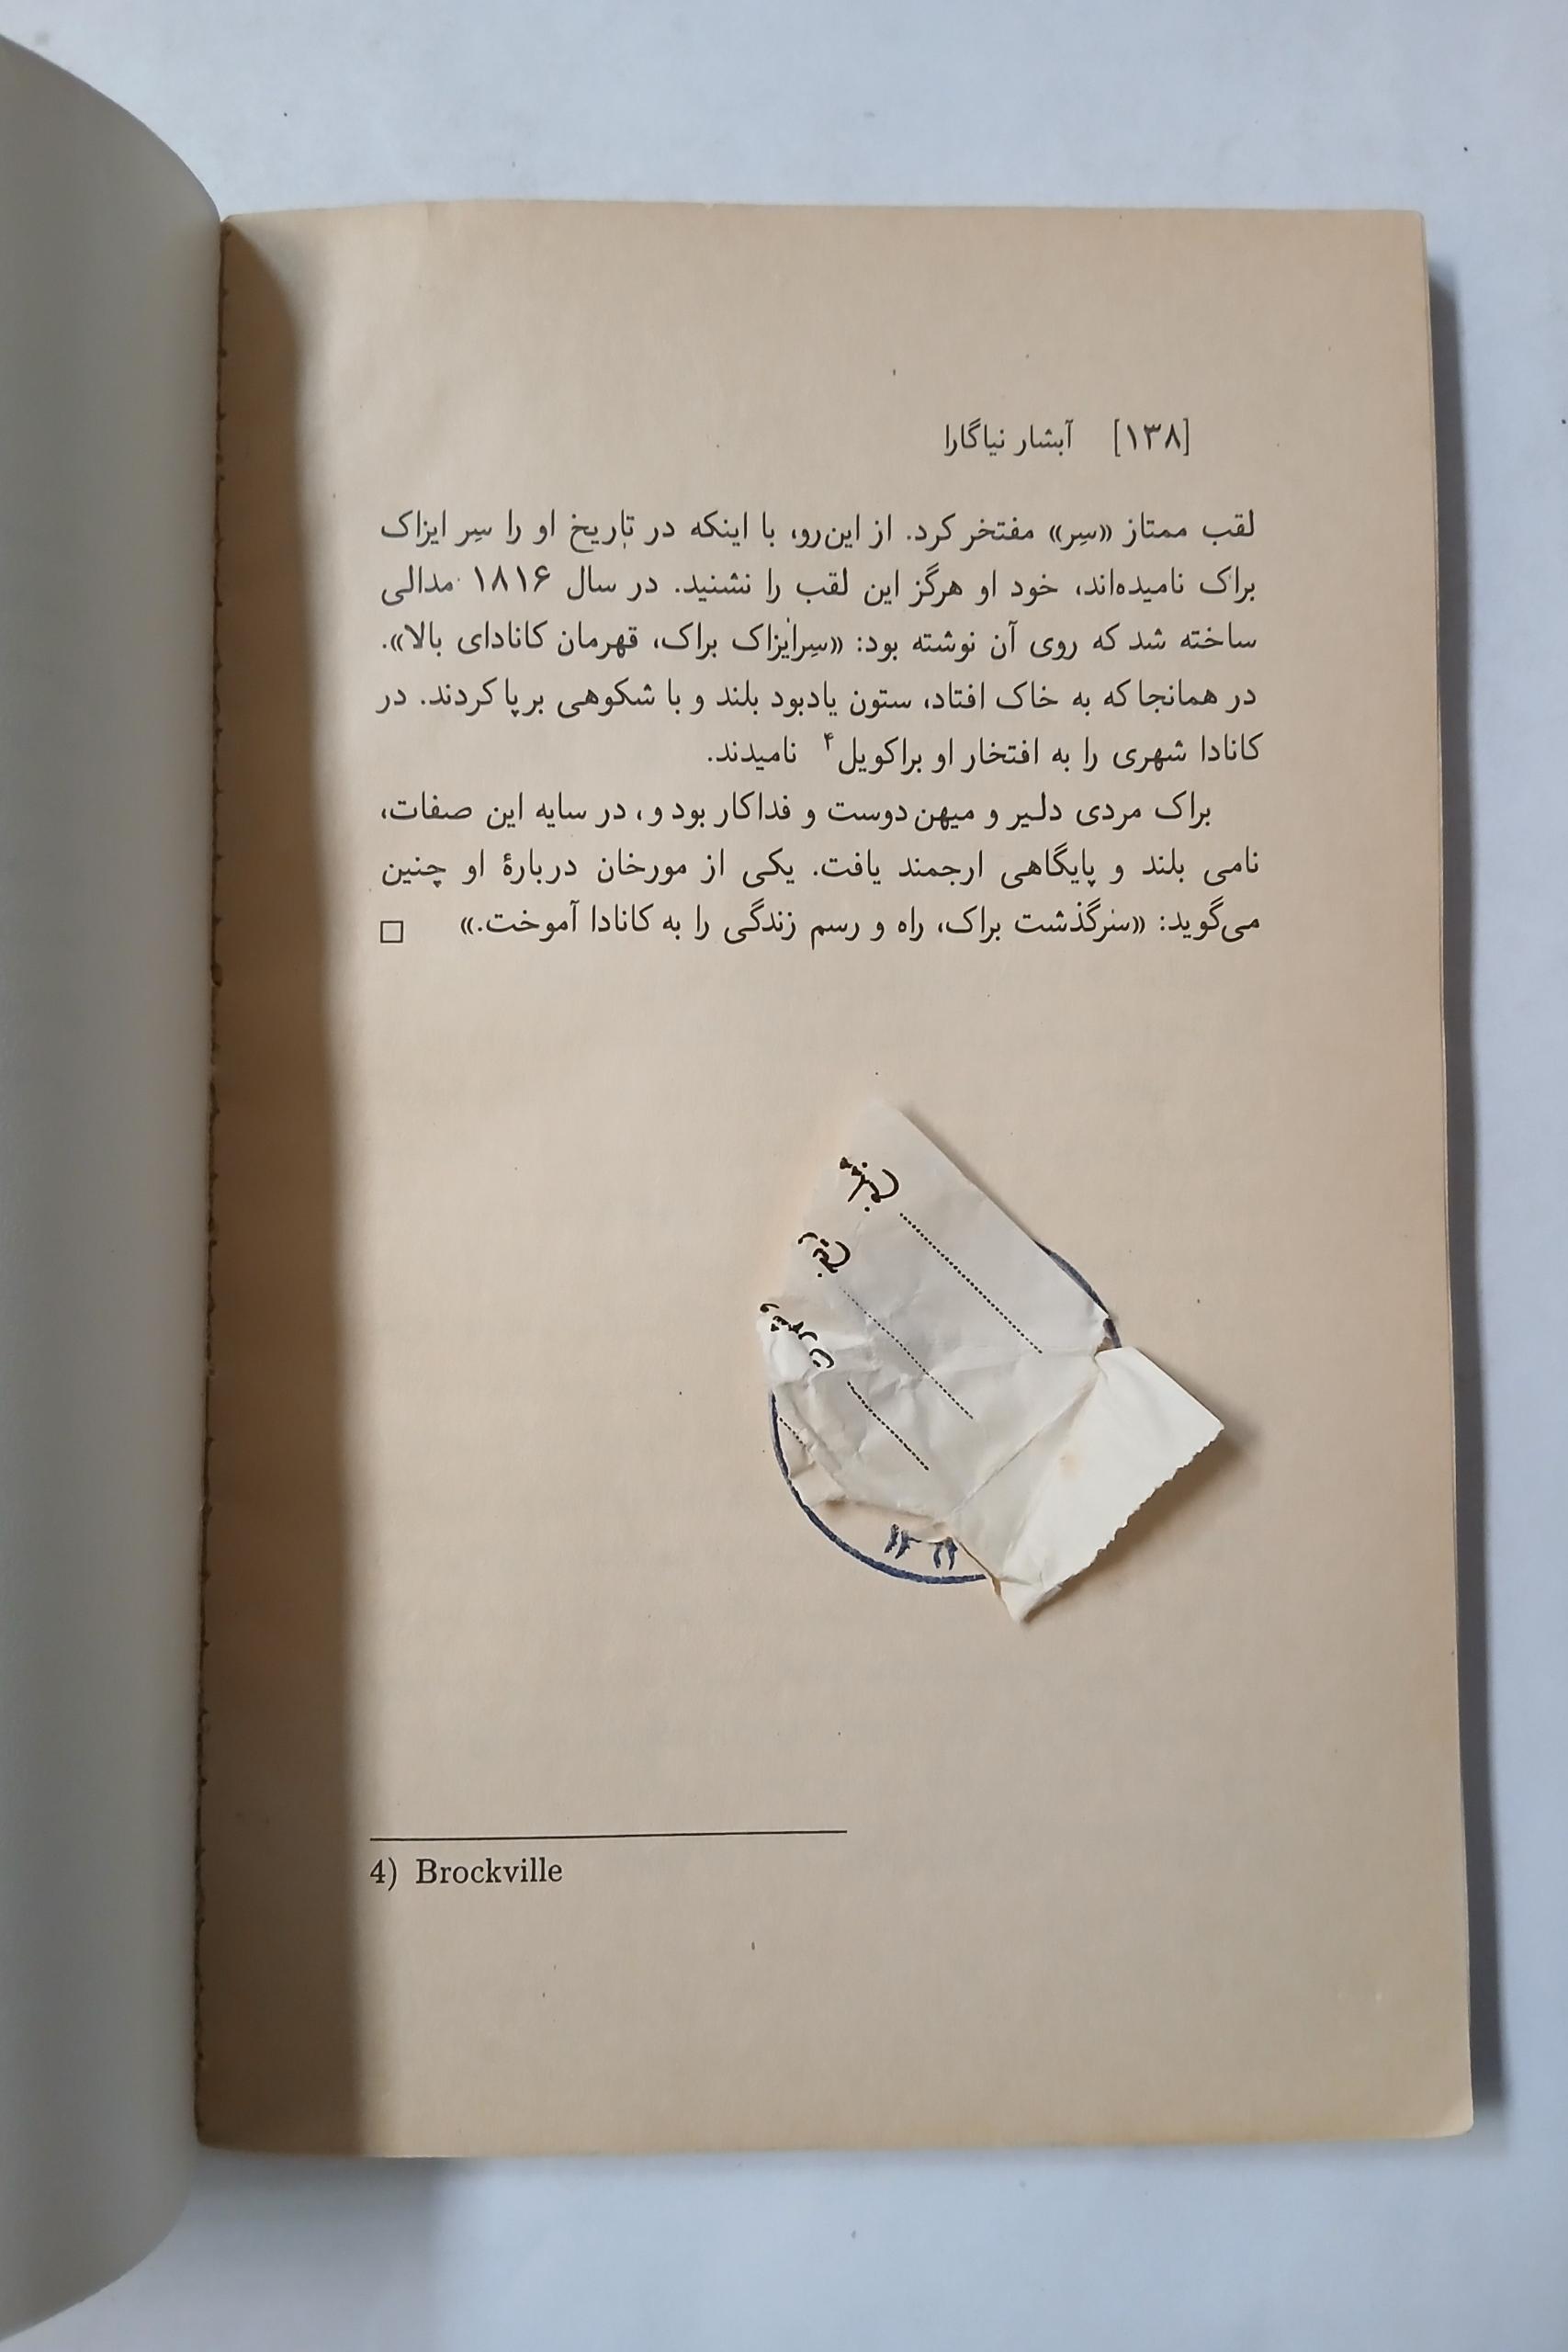 [۱۳۸] آبشار نیاگارا
لقب ممتاز «سِر» مفتخر کرد. از این‌رو، با اینکه در تاریخ او را سِر ایزاک
براک نامیده‌اند، خود او هرگز این لقب را نشنید. در سال ۱۸۱۶ مدالی
ساخته شد که روی آن نوشته بود: «سِرایزاک براک، قهرمان کانادای بالا».
در همانجا که به خاک افتاد، ستون یادبود بلند و با شکوهی برپا کردند. در
کانادا شهری را به افتخار او براکویل۴ نامیدند.
براک مردی دلیر و میهن‌دوست و فداکار بود و، در سایه این صفات،
نامی بلند و پایگاهی ارجمند یافت. یکی از مورخان دربارهٔ او چنین
می‌گوید: «سرگذشت براک، راه و رسم زندگی را به کانادا آموخت.»
4) Brockville